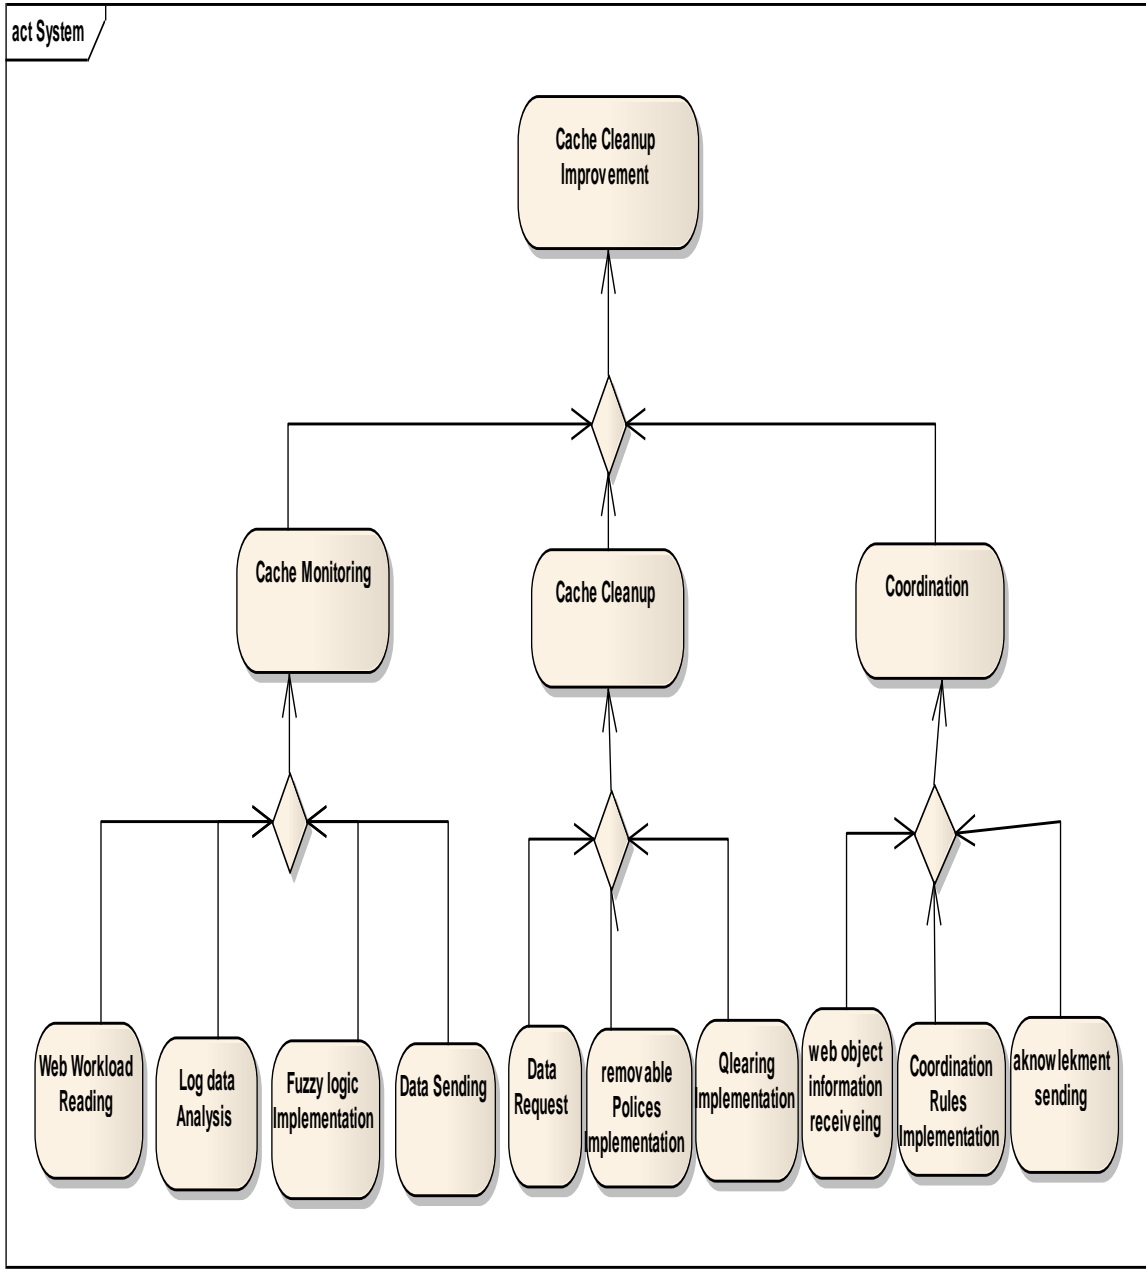 act System
Cache Cleanup
Improvement
Cache Monitoring
Cache Cleanup
Coordination
Web Workload
Reading
Log data
Analysis
Fuzzy logic
Implementation
Data Sending
Data
Request
removable
Polices
Implementation
Qlearing
Implementation
web object
information
receiveing
Coordination
Rules
Implementation
aknowlekment
sending